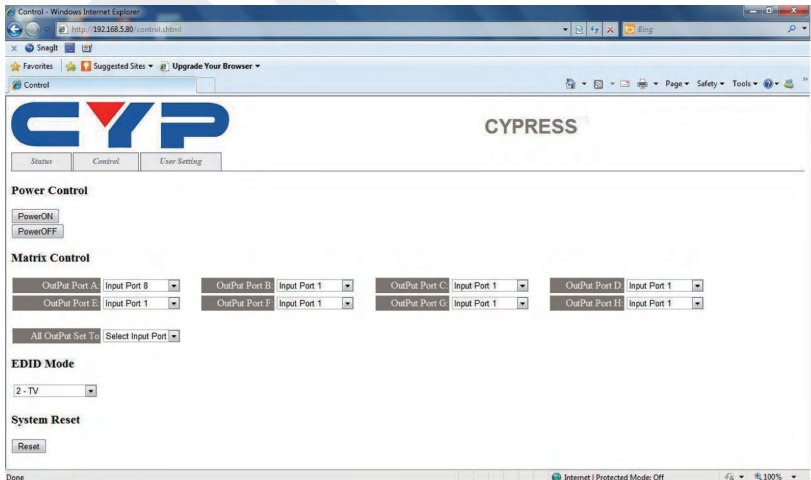 Control - Windows Internet Explorer
http://192.168.5.80/control.shtml
Bing
x SnagIt
Favorites Suggested Sites Upgrade Your Browser
Control
Page Safety Tools
CYP
CYPRESS
Status Control User Setting
Power Control
PowerON
PowerOFF
Matrix Control
OutPut Port A: Input Port 8 OutPut Port B: Input Port 1 OutPut Port C: Input Port 1 OutPut Port D: Input Port 1
OutPut Port E: Input Port 1 OutPut Port F: Input Port 1 OutPut Port G: Input Port 1 OutPut Port H: Input Port 1
All OutPut Set To Select Input Port
EDID Mode
2 - TV
System Reset
Reset
Done Internet | Protected Mode: Off 100%